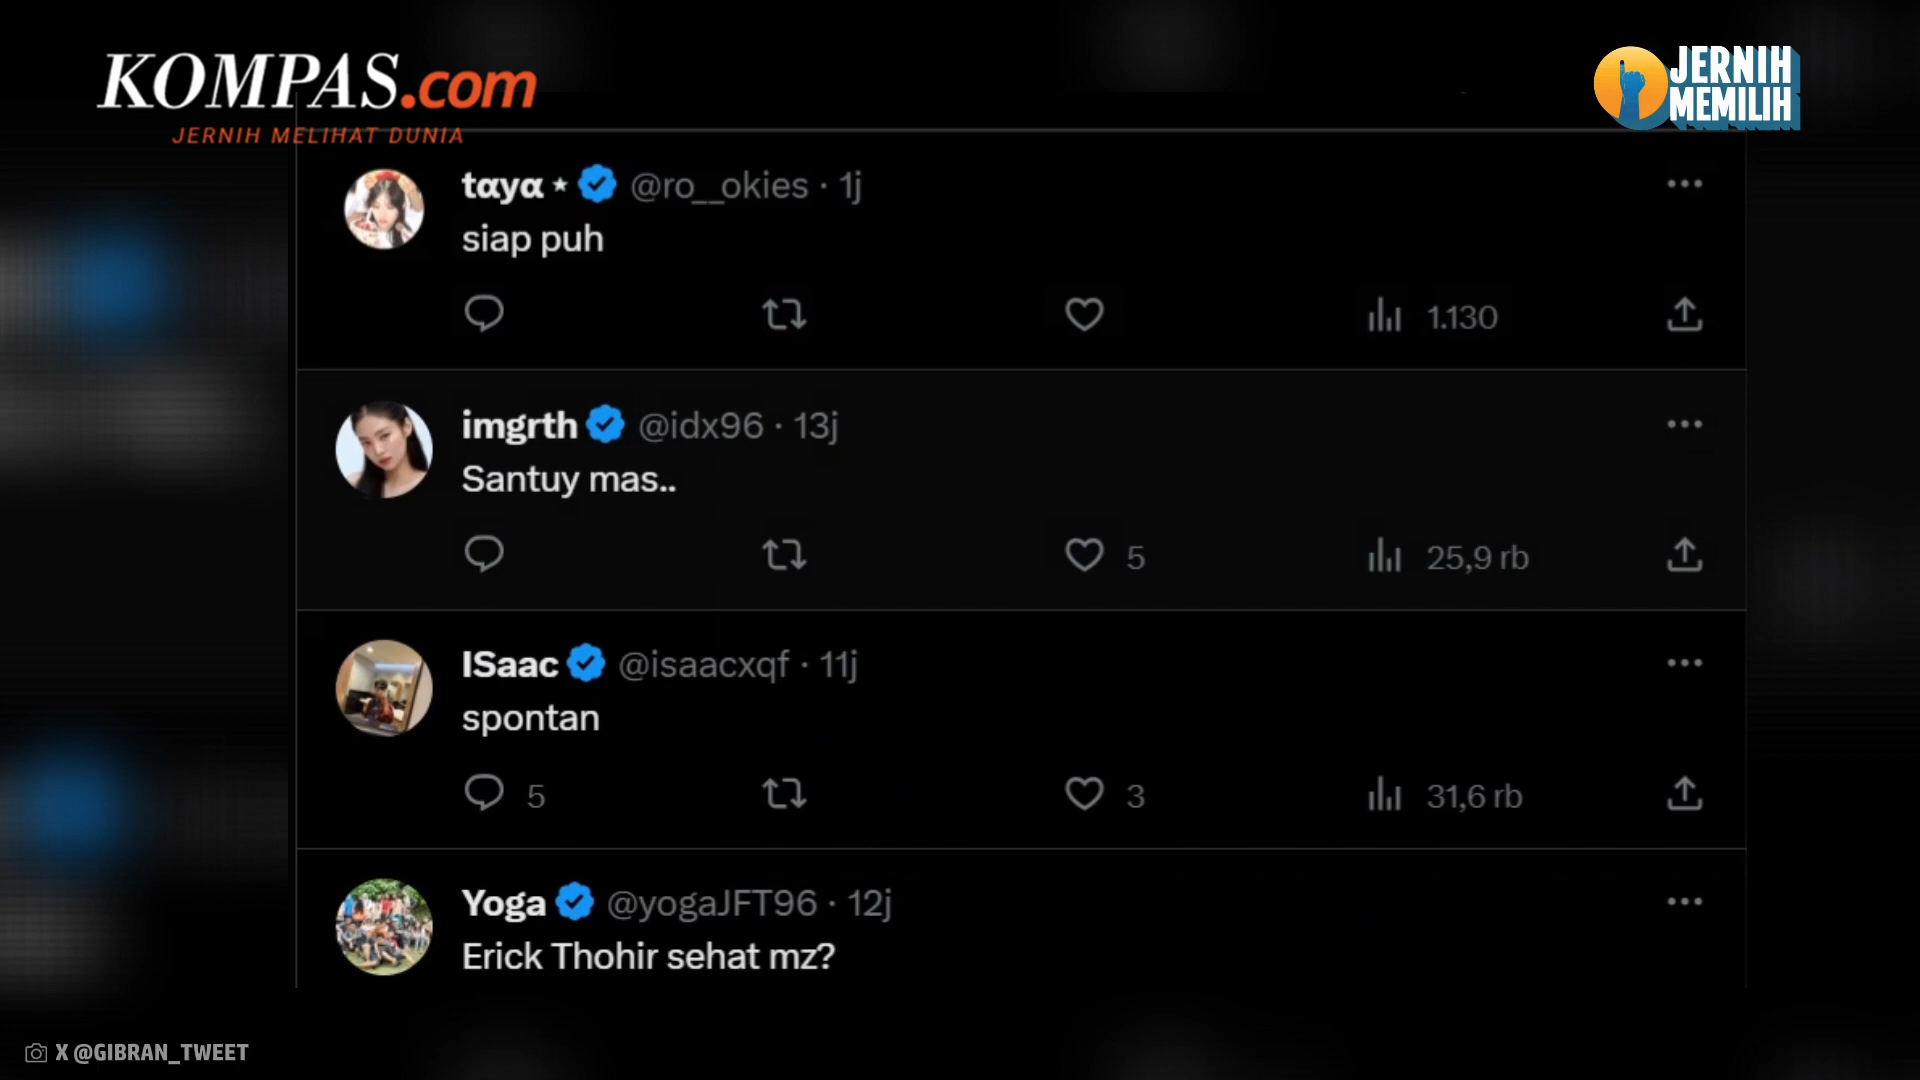 KOMPAS.com
JERNIH MELIHAT DUNIA
JERNIH
MEMILIH
tαyα ⋆ @ro__okies · 1j
siap puh
1.130
imgrth @idx96 · 13j
Santuy mas..
5 25,9 rb
ISaac @isaacxqf · 11j
spontan
5 3 31,6 rb
Yoga @yogaJFT96 · 12j
Erick Thohir sehat mz?
X @GIBRAN_TWEET